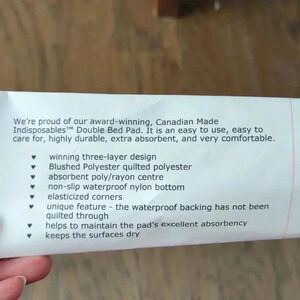 We're proud of our award-winning, Canadian Made
Indisposables™ Double Bed Pad. It is an easy to use, easy to
care for, highly durable, extra absorbent, and very comfortable.
♥ winning three-layer design
♥ Blushed Polyester quilted polyester
♥ absorbent poly/rayon centre
♥ non-slip waterproof nylon bottom
♥ elasticized corners
♥ unique feature - the waterproof backing has not been
quilted through
♥ helps to maintain the pad's excellent absorbency
♥ keeps the surfaces dry